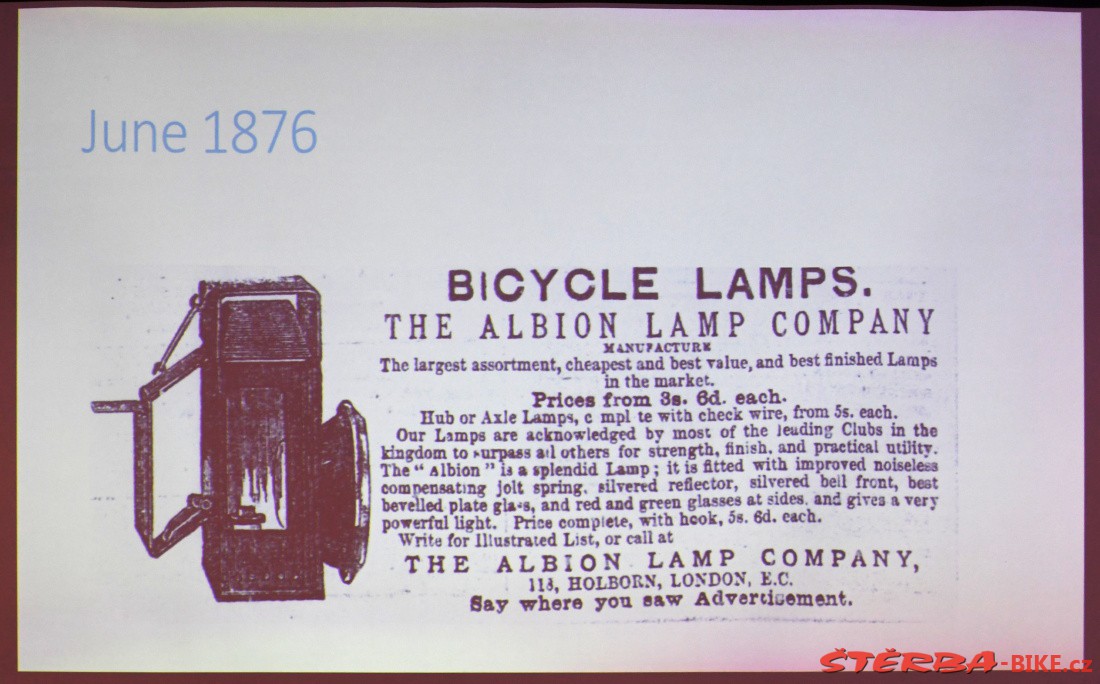 June 1876
BICYCLE LAMPS.
THE ALBION LAMP COMPANY
MANUFACTURE
The largest assortment, cheapest and best value, and best finished Lamps
in the market.
Prices from 3s. 6d. each.
Hub or Axle Lamps, c mpl te with check wire, from 5s. each.
Our Lamps are acknowledged by most of the leading Clubs in the
kingdom to surpass all others for strength, finish, and practical utility.
The "Albion" is a splendid Lamp; it is fitted with improved noiseless
compensating jolt spring, silvered reflector, silvered bell front, best
bevelled plate glass, and red and green glasses at sides, and gives a very
powerful light. Price complete, with hook, 5s. 6d. each.
Write for Illustrated List, or call at
THE ALBION LAMP COMPANY,
118, HOLBORN, LONDON, E.C.
Say where you saw Advertisement.
ŠTĚRBA-BIKE.cz